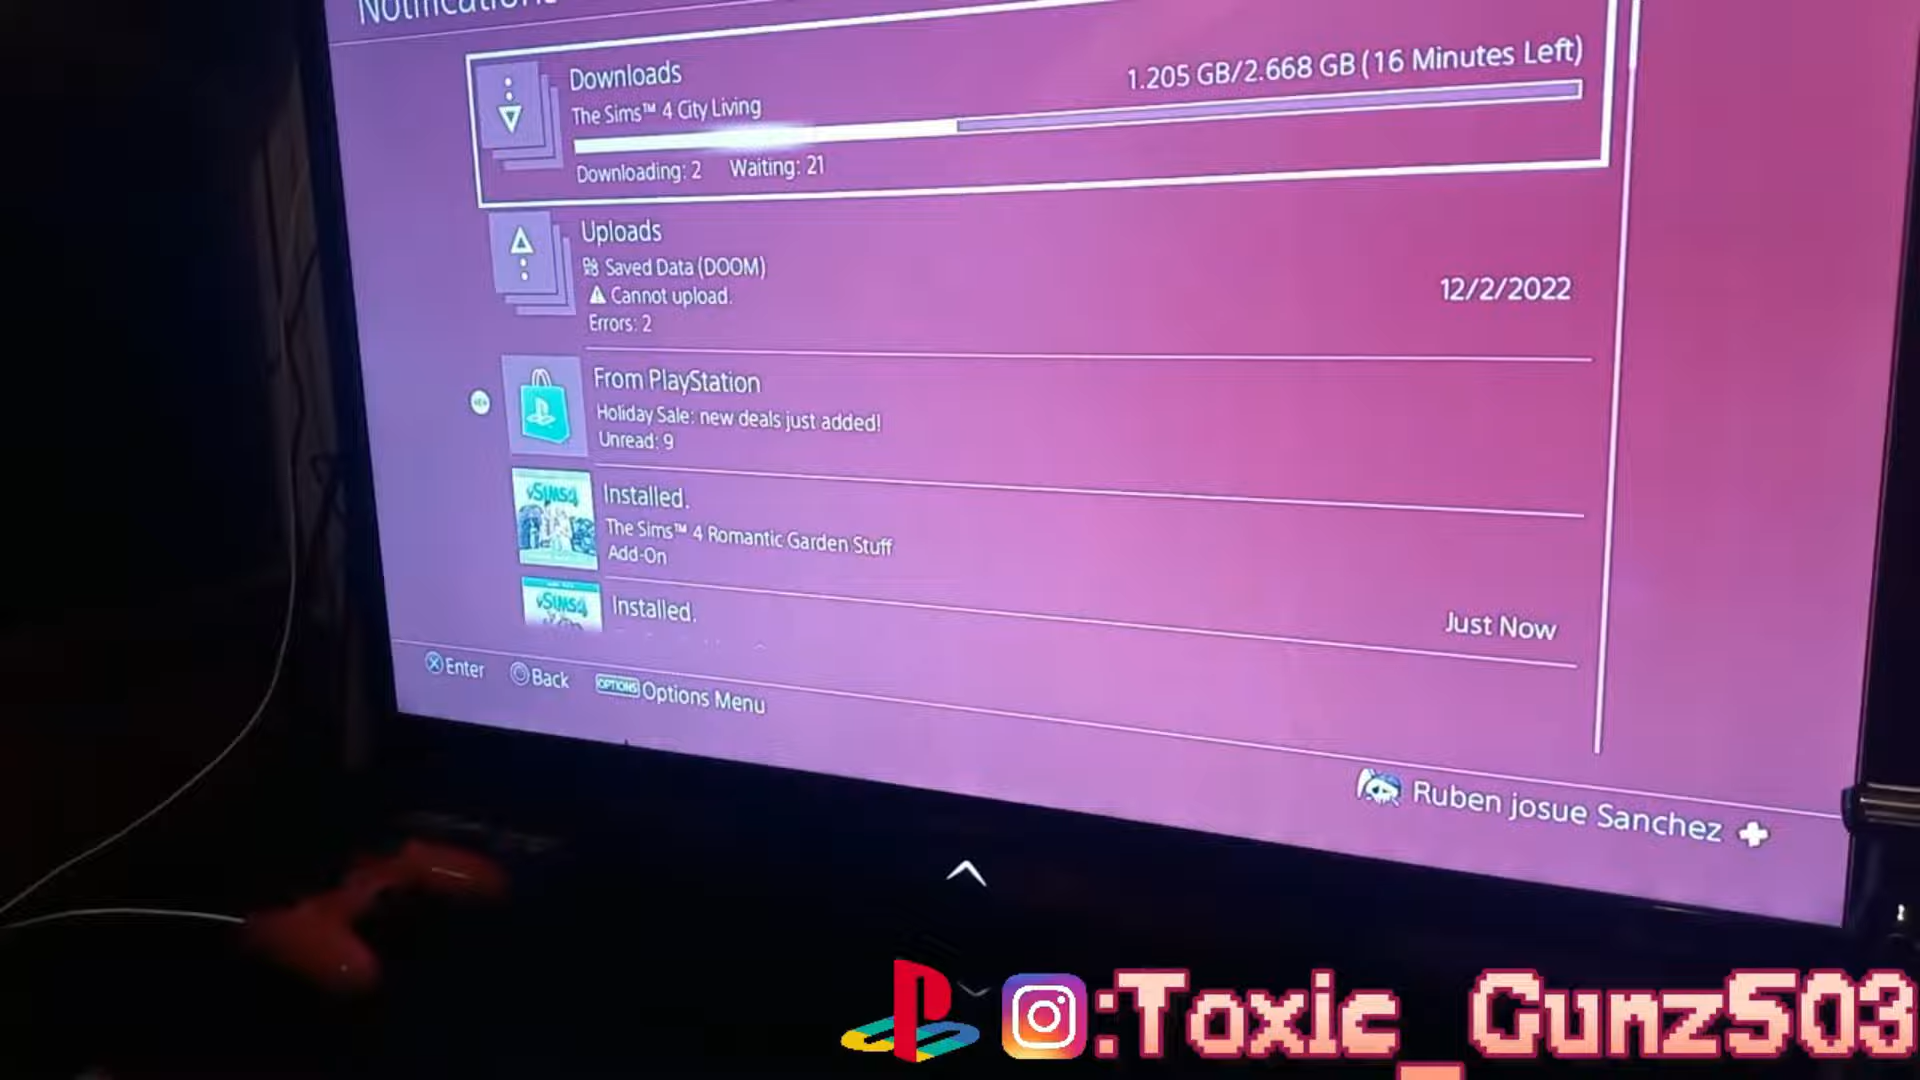 Notifications
Downloads
1.205 GB/2.668 GB (16 Minutes Left)
The Sims™ 4 City Living
Downloading: 2 Waiting: 21
Uploads
Saved Data (DOOM)
Cannot upload.
Errors: 2
12/2/2022
From PlayStation
Holiday Sale: new deals just added!
Unread: 9
Installed.
The Sims™ 4 Romantic Garden Stuff
Add-On
Installed.
Just Now
Enter Back OPTIONS Options Menu
Ruben josue Sanchez
:Toxic_Gunz503